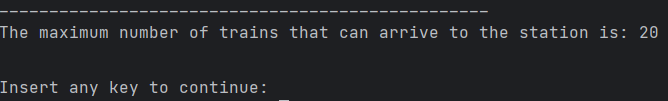 --------------------------------------------------
The maximum number of trains that can arrive to the station is: 20
Insert any key to continue: